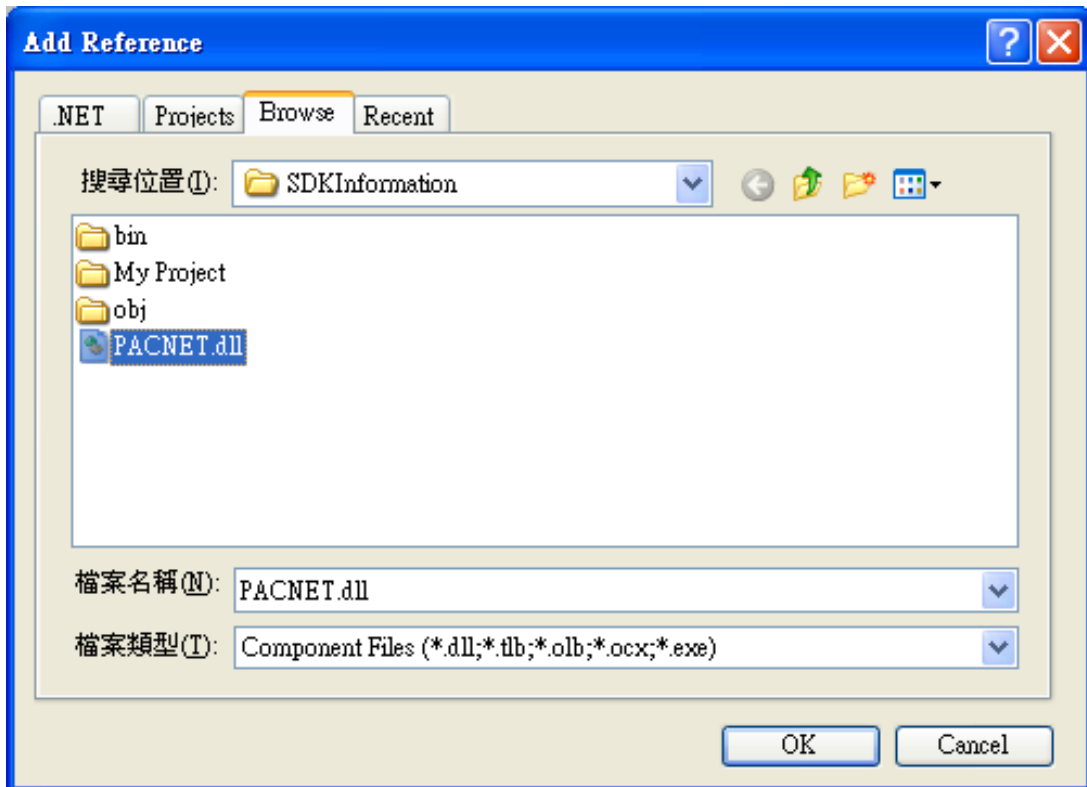 Add Reference
.NET Projects Browse Recent
搜尋位置(I): SDKInformation
bin
My Project
obj
PACNET.dll
檔案名稱(N): PACNET.dll
檔案類型(T): Component Files (*.dll;*.tlb;*.olb;*.ocx;*.exe)
OK Cancel